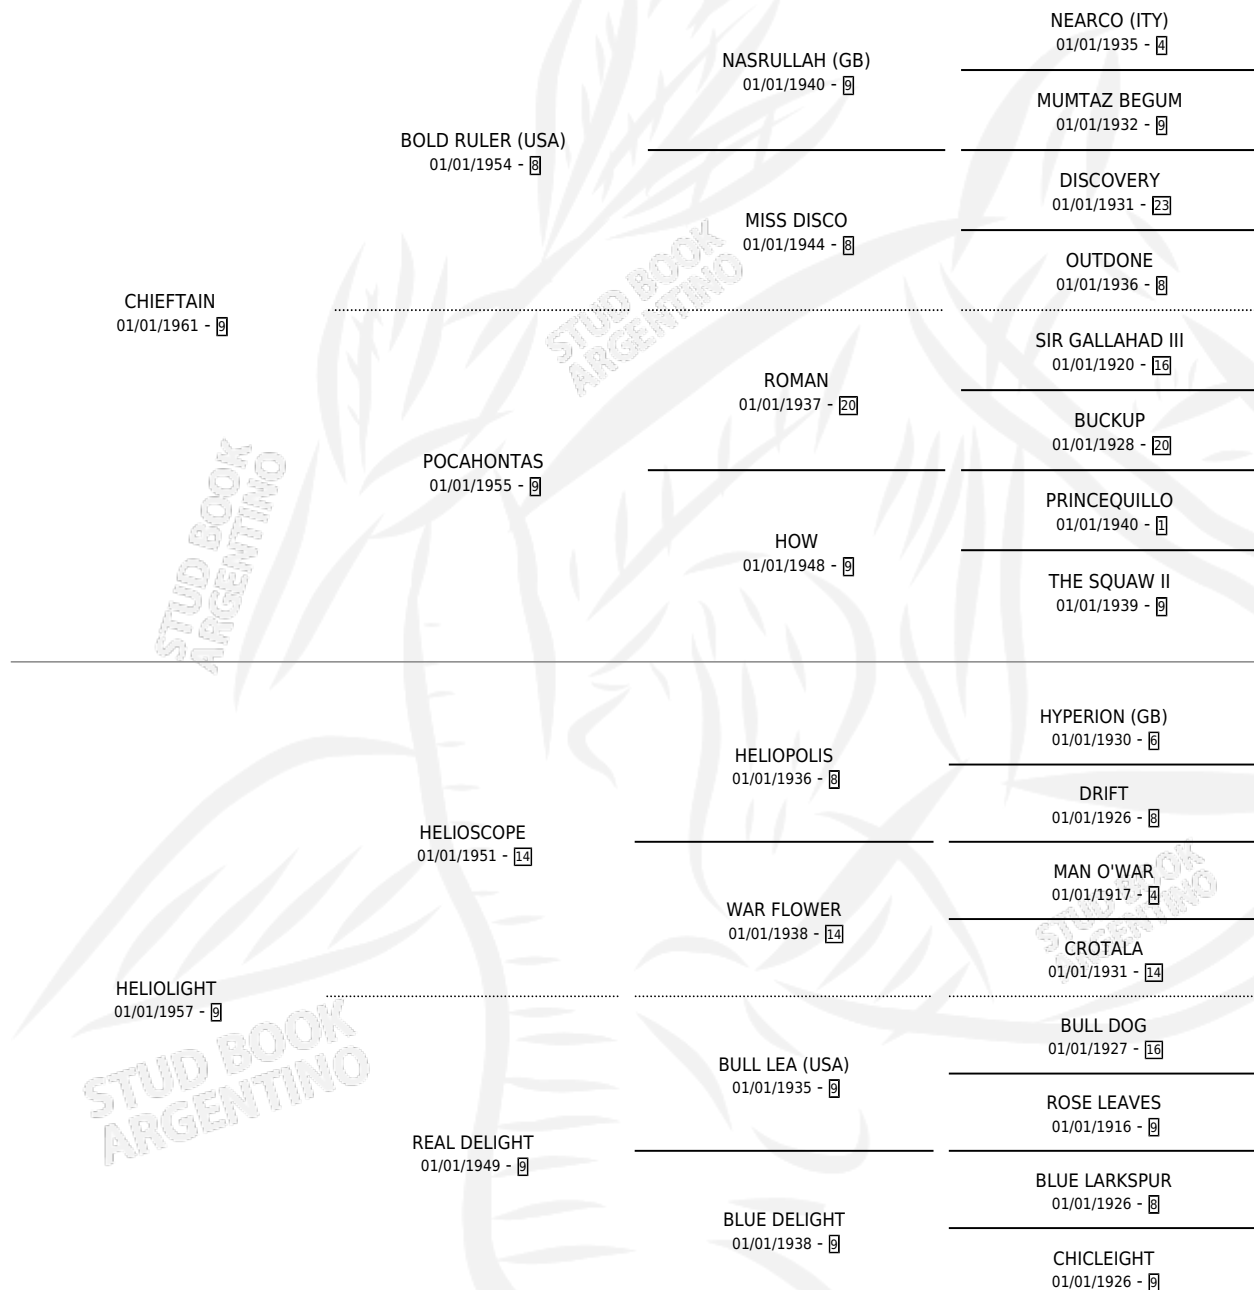 NEARCO (ITY)
01/01/1935 - 4
NASRULLAH (GB)
01/01/1940 - 9
MUMTAZ BEGUM
01/01/1932 - 9
BOLD RULER (USA)
01/01/1954 - 8
DISCOVERY
01/01/1931 - 23
MISS DISCO
01/01/1944 - 8
OUTDONE
01/01/1936 - 8
CHIEFTAIN
01/01/1961 - 9
STUD BOOK
ARGENTINO
SIR GALLAHAD III
01/01/1920 - 16
ROMAN
01/01/1937 - 20
BUCKUP
01/01/1928 - 20
POCAHONTAS
01/01/1955 - 9
PRINCEQUILLO
01/01/1940 - 1
HOW
01/01/1948 - 9
THE SQUAW II
01/01/1939 - 9
STUD BOOK
ARGENTINO
HYPERION (GB)
01/01/1930 - 6
HELIOPOLIS
01/01/1936 - 8
DRIFT
01/01/1926 - 8
HELIOSCOPE
01/01/1951 - 14
MAN O'WAR
01/01/1917 - 4
WAR FLOWER
01/01/1938 - 14
CROTALA
01/01/1931 - 14
STUD BOOK
ARGENTINO
HELIOLIGHT
01/01/1957 - 9
BULL DOG
01/01/1927 - 16
BULL LEA (USA)
01/01/1935 - 9
ROSE LEAVES
01/01/1916 - 9
STUD BOOK
ARGENTINO
REAL DELIGHT
01/01/1949 - 9
BLUE LARKSPUR
01/01/1926 - 8
BLUE DELIGHT
01/01/1938 - 9
CHICLEIGHT
01/01/1926 - 9